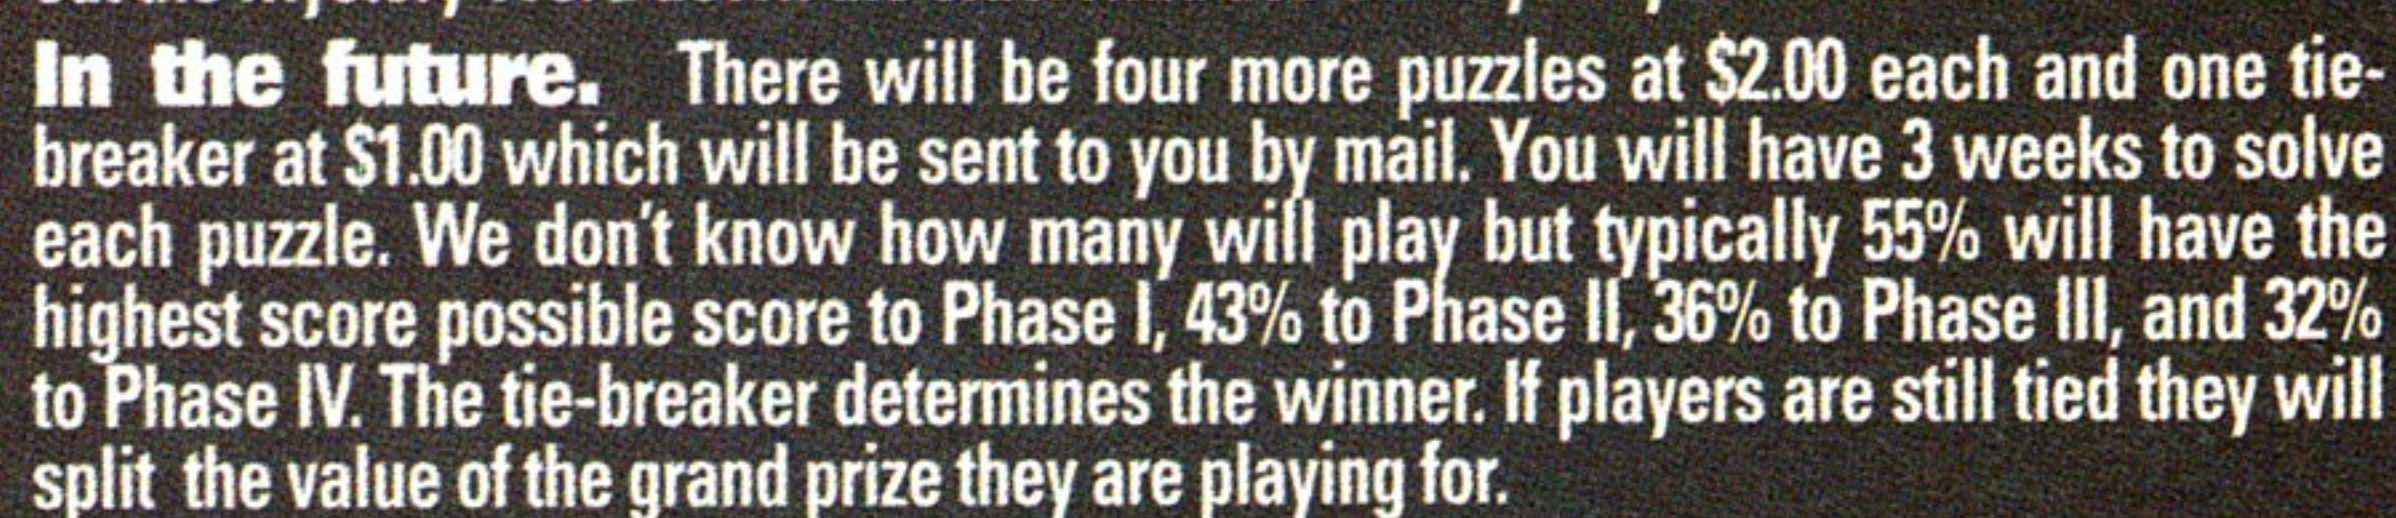 In the future. There will be four more puzzles at $2.00 each and one tie-
breaker at $1.00 which will be sent to you by mail. You will have 3 weeks to solve
each puzzle. We don't know how many will play but typically 55% will have the
highest score possible score to Phase I, 43% to Phase II, 36% to Phase III, and 32%
to Phase IV. The tie-breaker determines the winner. If players are still tied they will
split the value of the grand prize they are playing for.